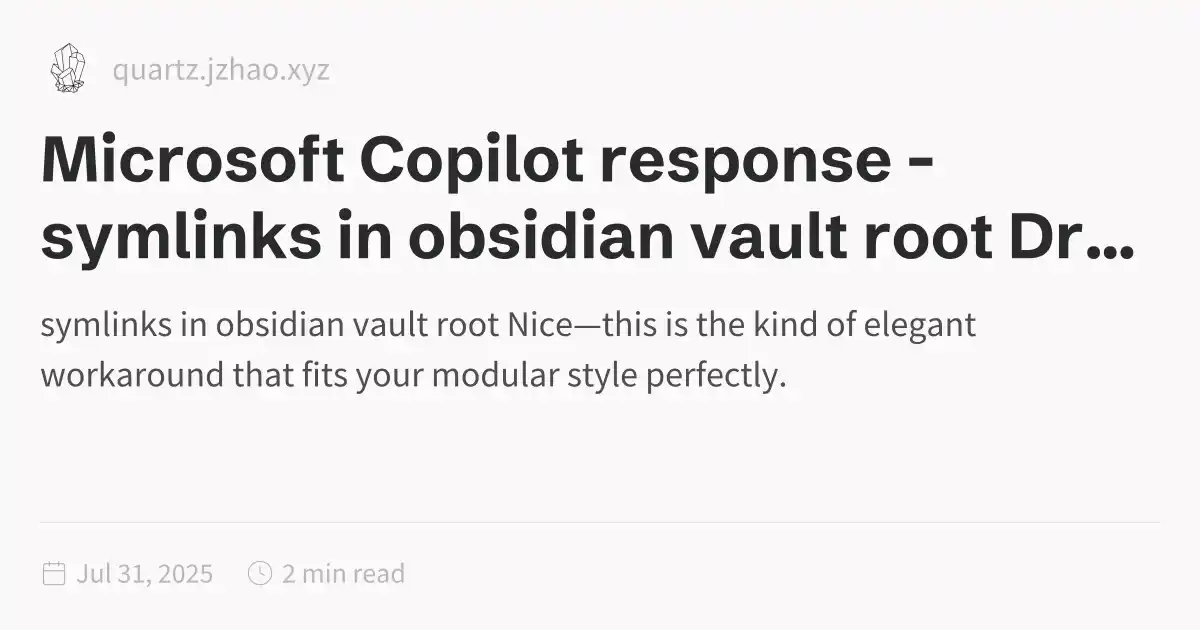 quartz.jzhao.xyz
Microsoft Copilot response -
symlinks in obsidian vault root Dr...
symlinks in obsidian vault root Nice—this is the kind of elegant
workaround that fits your modular style perfectly.
Jul 31, 2025
2 min read